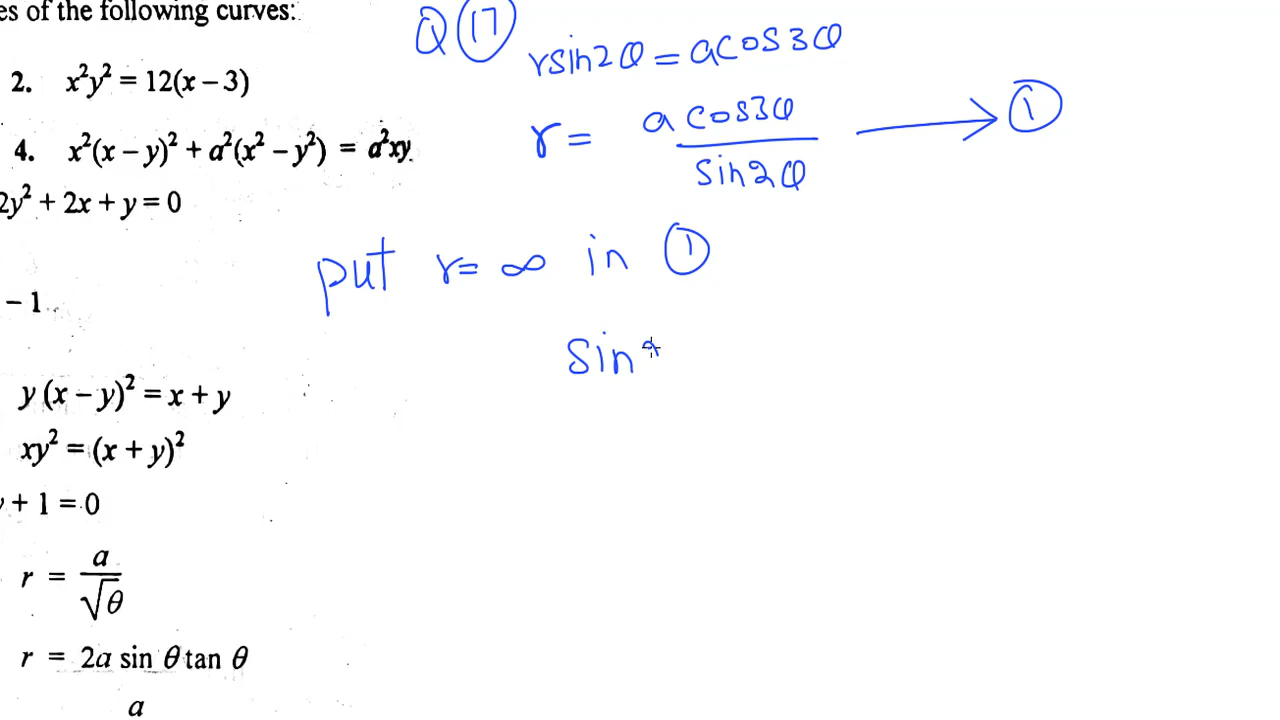 es of the following curves:
Q 17
r sin2θ = a cos3θ
2. x²y² = 12(x – 3)
r = a cos3θ / sin2θ → 1
4. x²(x – y)² + a²(x² – y²) = a²xy.
2y² + 2x + y = 0
put r = ∞ in 1
– 1
sin 2
y (x – y)² = x + y
xy² = (x + y)²
+ 1 = 0
r = a / √θ
r = 2a sin θ tan θ
a